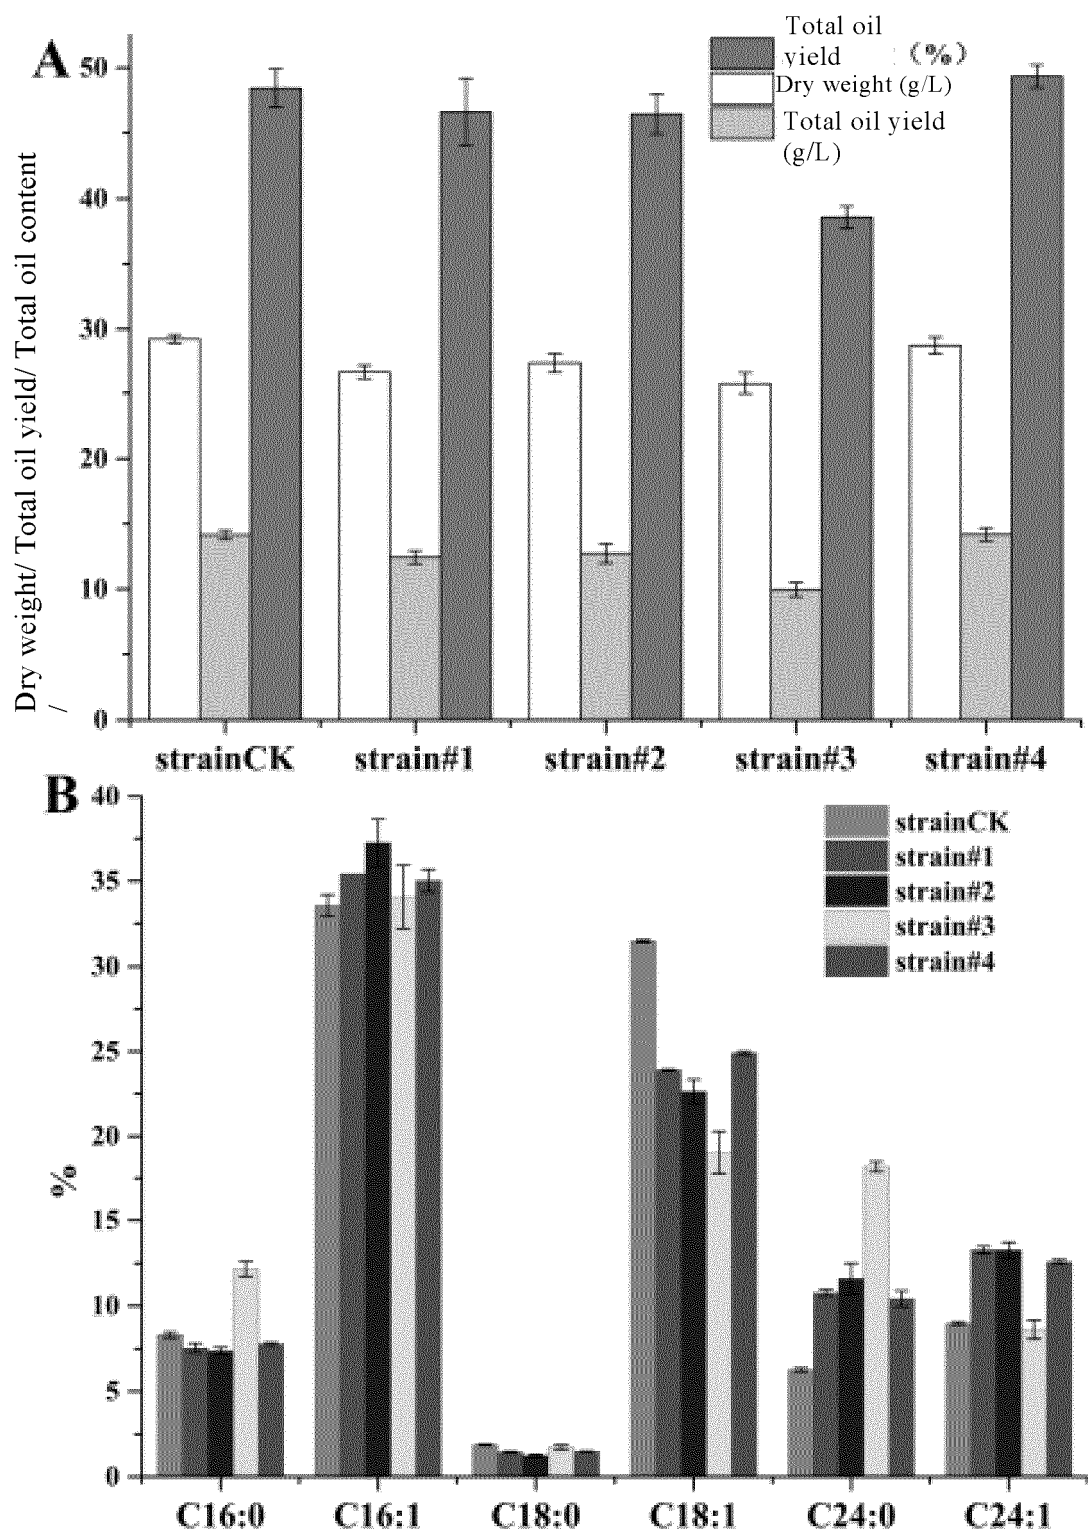 A
Total oil
yield (%)
Dry weight (g/L)
Total oil yield
(g/L)
Dry weight/ Total oil yield/ Total oil content
/
50
40
30
20
10
0
strainCK strain#1 strain#2 strain#3 strain#4
B
strainCK
strain#1
strain#2
strain#3
strain#4
%
40
35
30
25
20
15
10
5
0
C16:0 C16:1 C18:0 C18:1 C24:0 C24:1